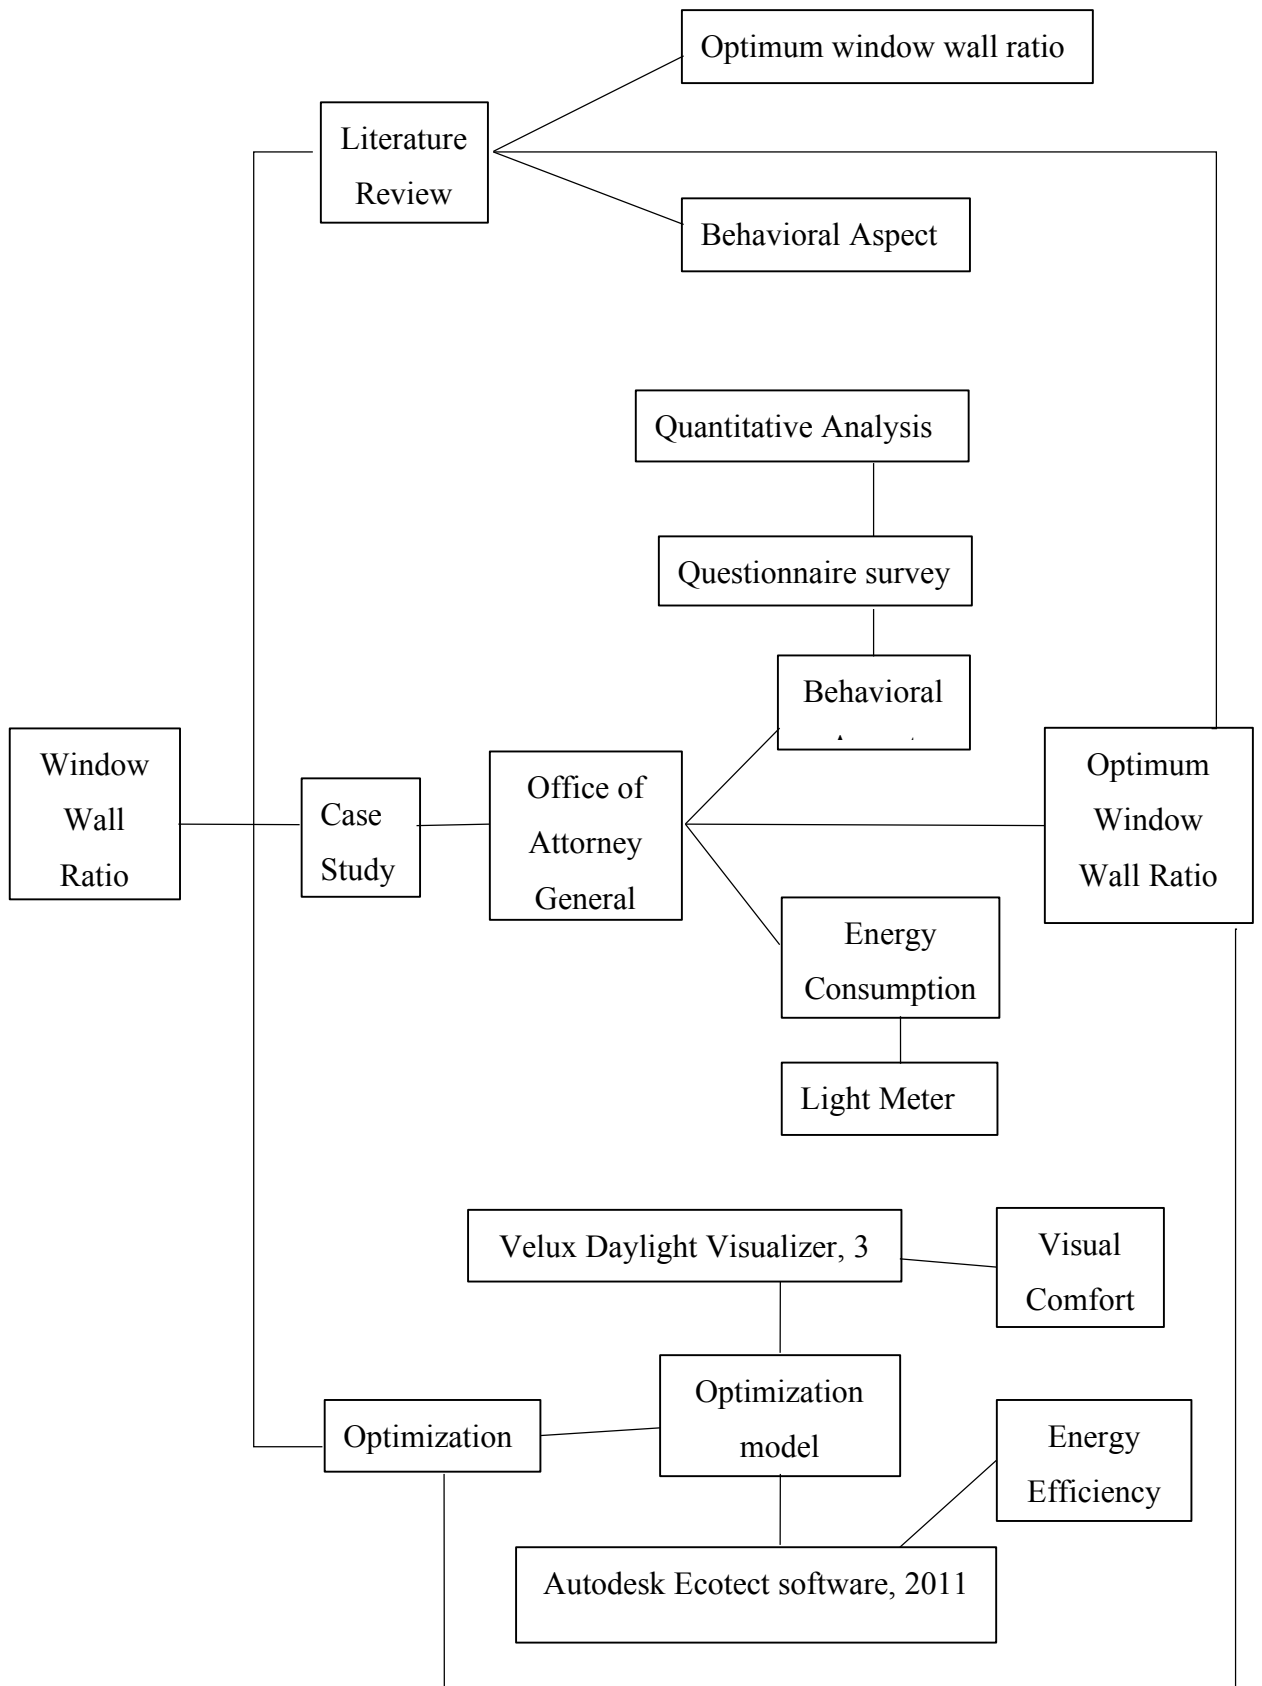 Optimum window wall ratio
Literature
Review
Behavioral Aspect
Quantitative Analysis
Questionnaire survey
Behavioral
Window
Wall
Ratio
Case
Study
Office of
Attorney
General
Optimum
Window
Wall Ratio
Energy
Consumption
Light Meter
Velux Daylight Visualizer, 3
Visual
Comfort
Optimization
Optimization
model
Energy
Efficiency
Autodesk Ecotect software, 2011